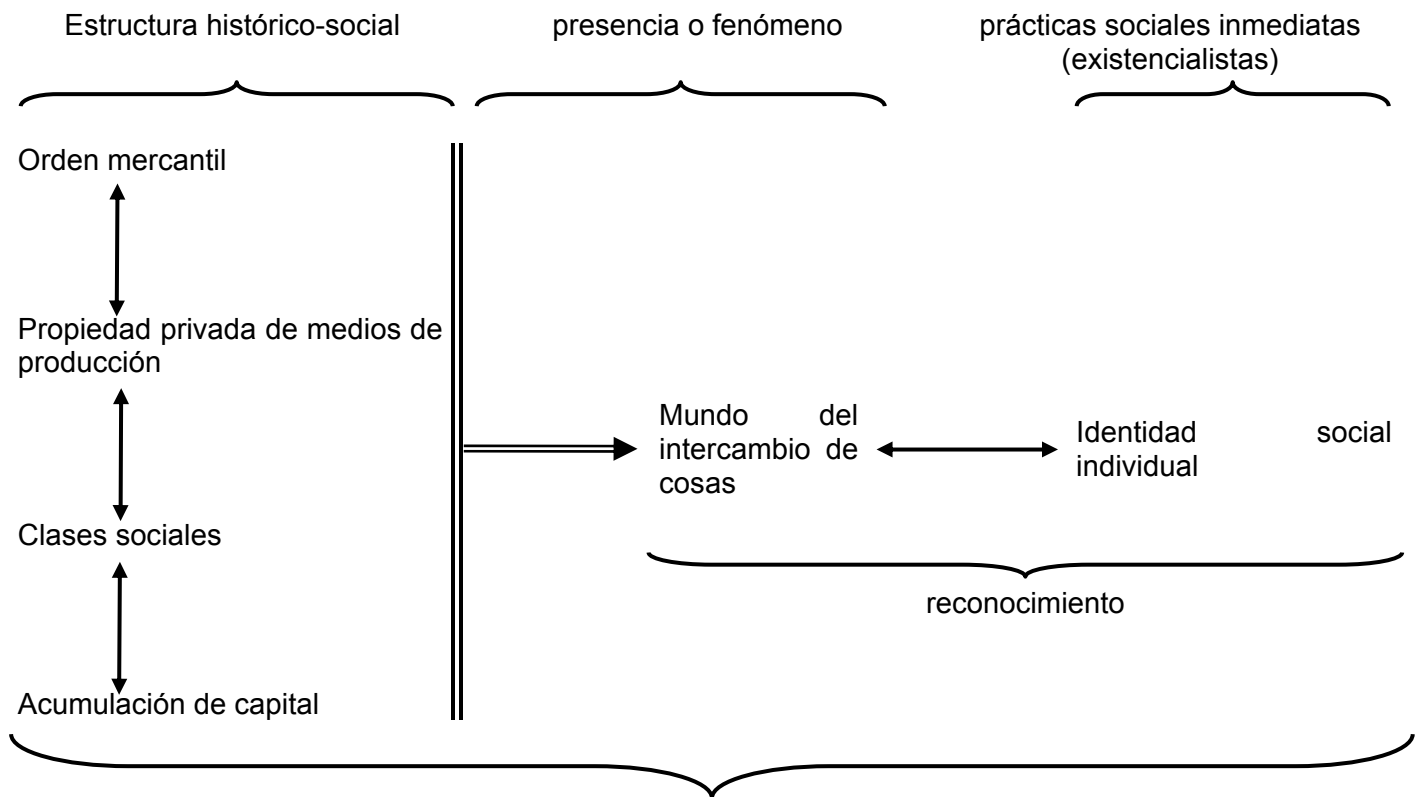 Estructura histórico-social
presencia o fenómeno
prácticas sociales inmediatas
(existencialistas)
Orden mercantil
Propiedad privada de medios de
producción
Mundo del
intercambio de
cosas
Identidad social
individual
Clases sociales
reconocimiento
Acumulación de capital